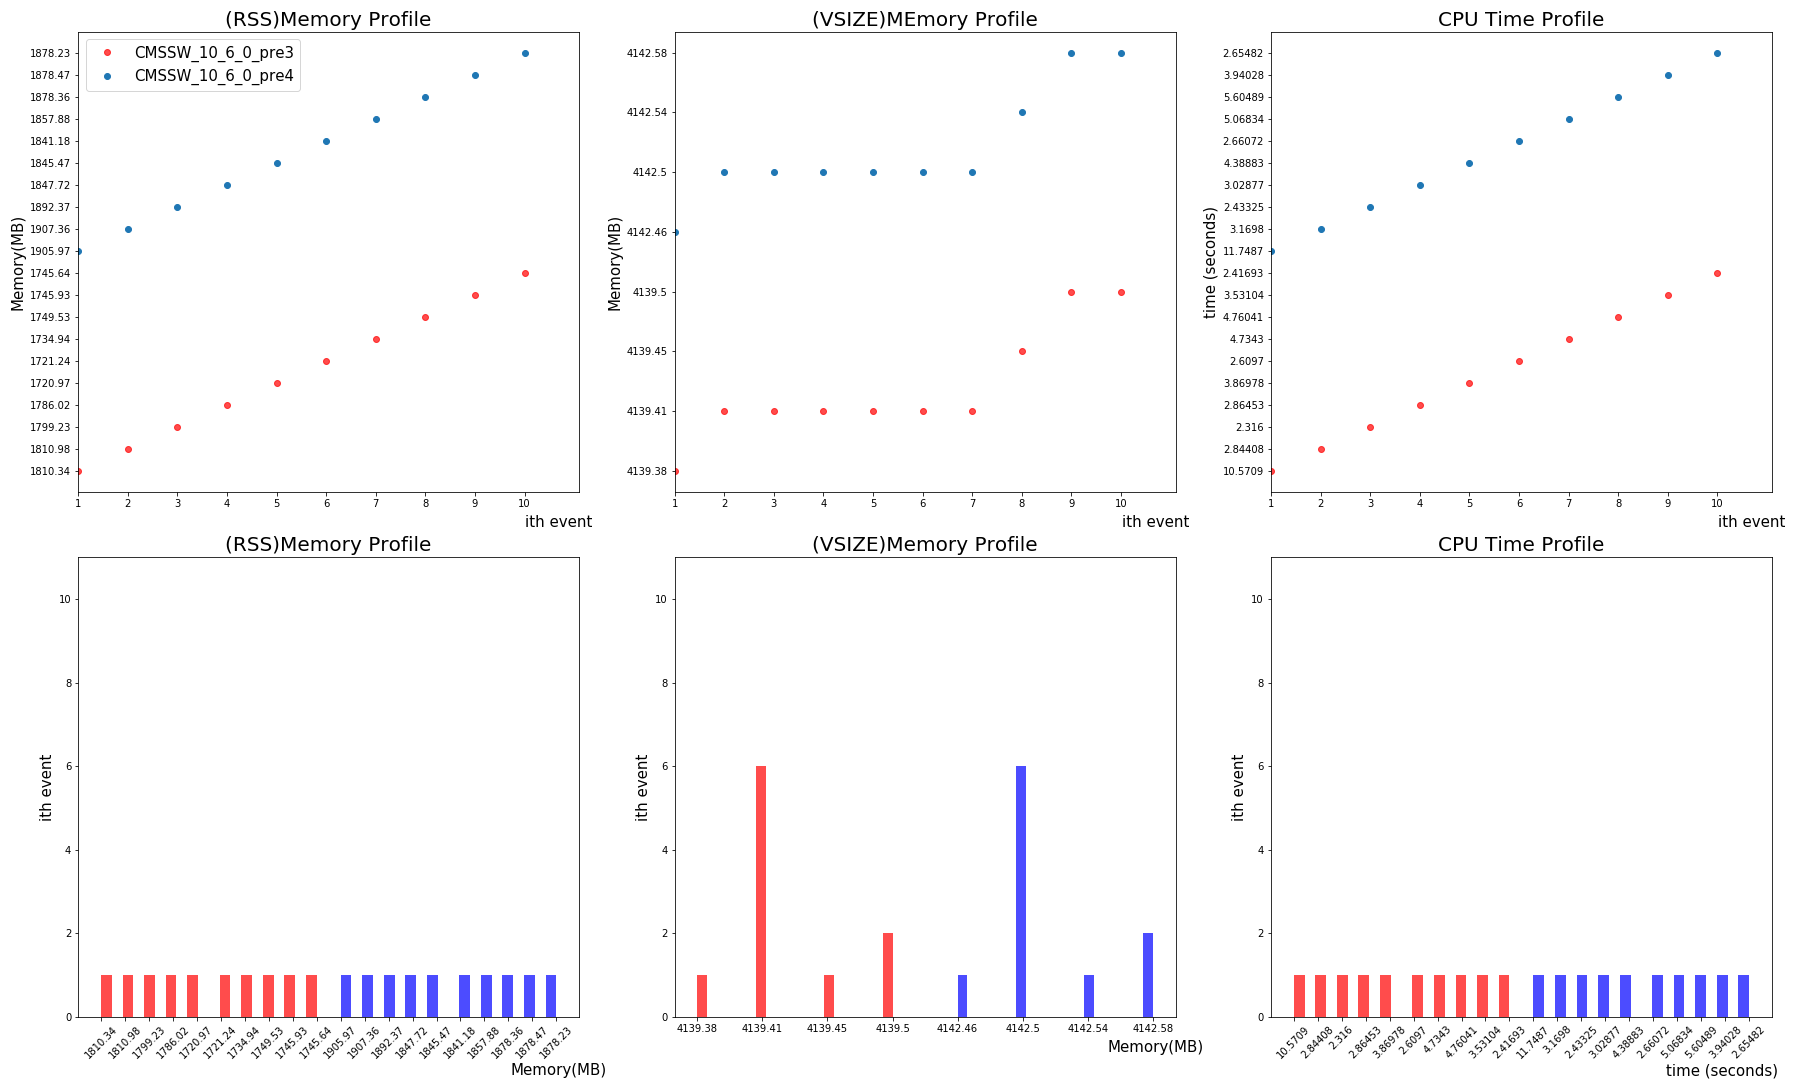 (RSS)Memory Profile
CMSSW_10_6_0_pre3
CMSSW_10_6_0_pre4
Memory(MB)
1878.23
1878.47
1878.36
1857.88
1841.18
1845.47
1847.72
1892.37
1907.36
1905.97
1745.64
1745.93
1749.53
1734.94
1721.24
1720.97
1786.02
1799.23
1810.98
1810.34
1 2 3 4 5 6 7 8 9 10
ith event
(VSIZE)MEmory Profile
Memory(MB)
4142.58
4142.54
4142.5
4142.46
4139.5
4139.45
4139.41
4139.38
1 2 3 4 5 6 7 8 9 10
ith event
CPU Time Profile
time (seconds)
2.65482
3.94028
5.60489
5.06834
2.66072
4.38883
3.02877
2.43325
3.1698
11.7487
2.41693
3.53104
4.76041
4.7343
2.6097
3.86978
2.86453
2.316
2.84408
10.5709
1 2 3 4 5 6 7 8 9 10
ith event
(RSS)Memory Profile
ith event
10
8
6
4
2
0
1810.34 1810.98 1799.23 1786.02 1720.97 1721.24 1734.94 1749.53 1745.93 1745.64 1905.97 1907.36 1892.37 1847.72 1845.47 1841.18 1857.88 1878.36 1878.47 1878.23
Memory(MB)
(VSIZE)Memory Profile
ith event
10
8
6
4
2
0
4139.38 4139.41 4139.45 4139.5 4142.46 4142.5 4142.54 4142.58
Memory(MB)
CPU Time Profile
ith event
10
8
6
4
2
0
10.5709 2.84408 2.316 2.86453 3.86978 2.6097 4.7343 4.76041 3.53104 2.41693 11.7487 3.1698 2.43325 3.02877 4.38883 2.66072 5.06834 5.60489 3.94028 2.65482
time (seconds)